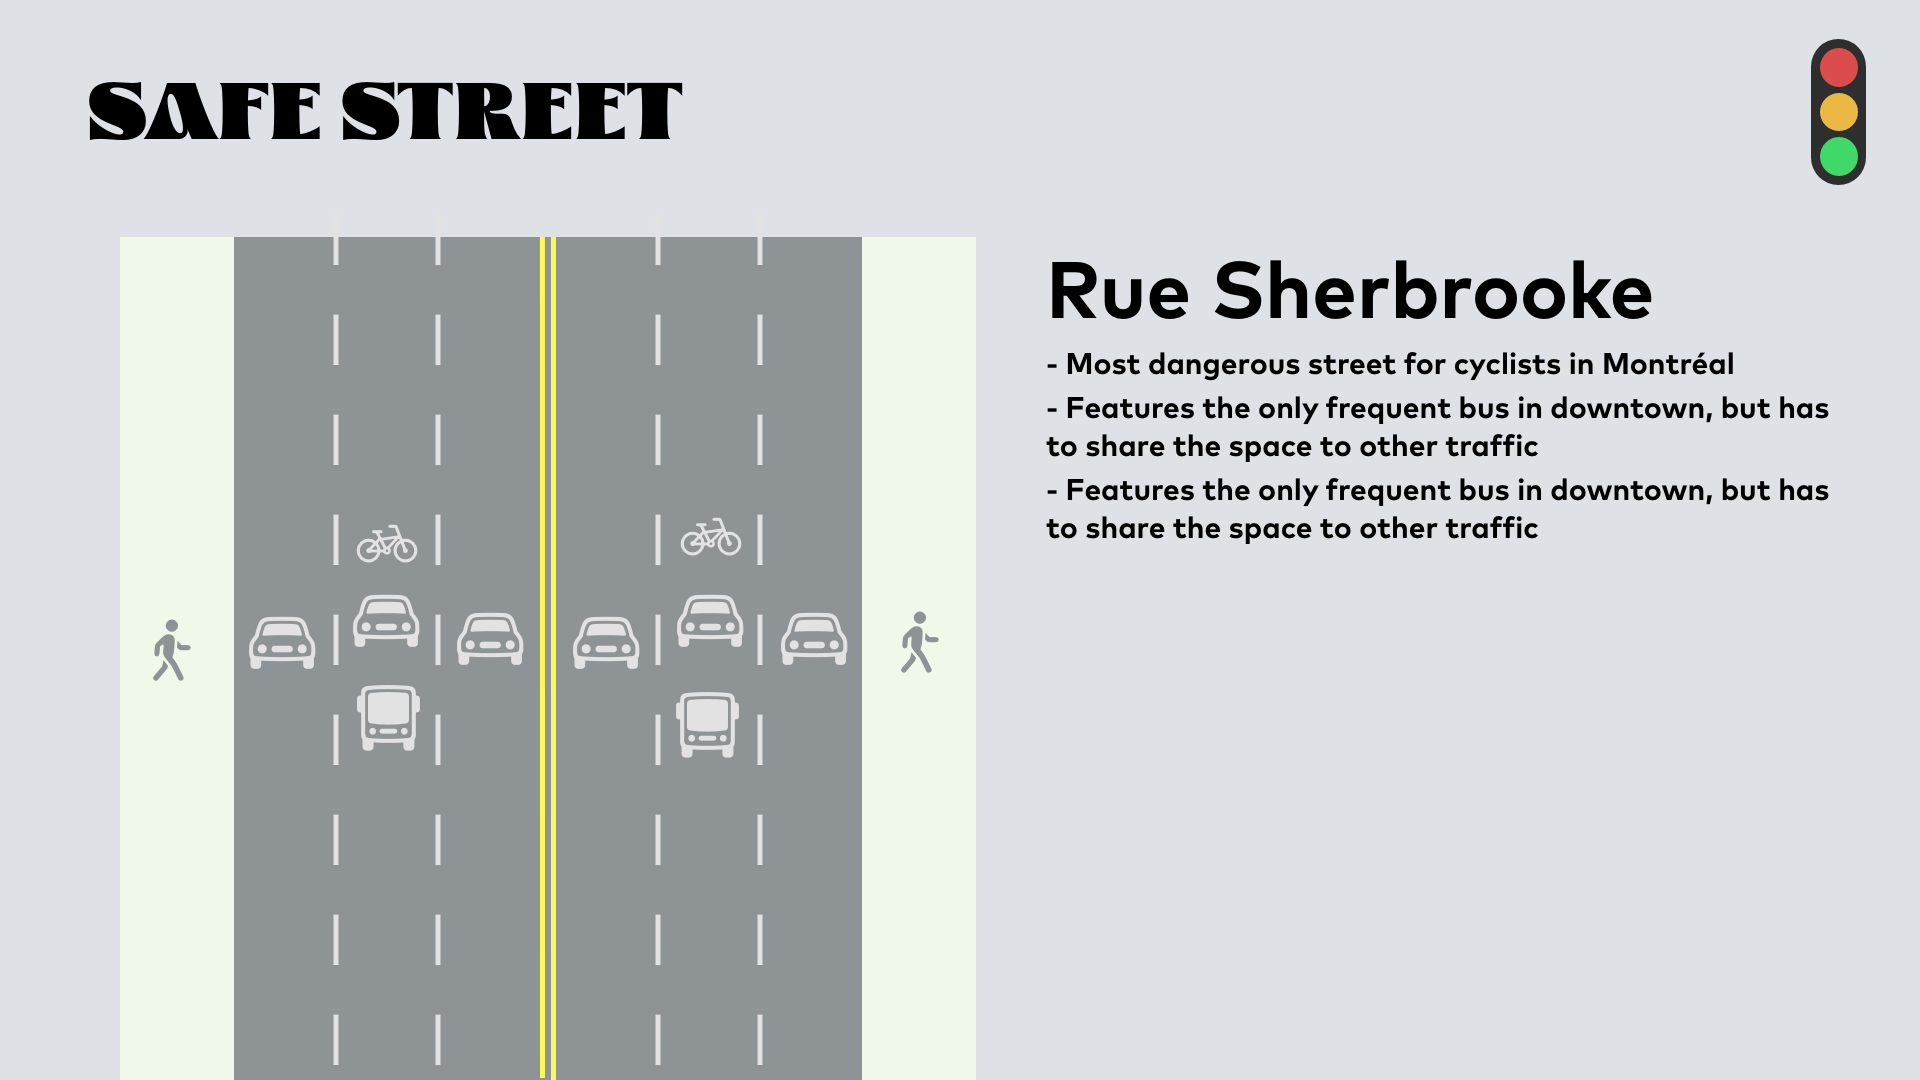 SAFE STREET
Rue Sherbrooke
- Most dangerous street for cyclists in Montréal
- Features the only frequent bus in downtown, but has
to share the space to other traffic
- Features the only frequent bus in downtown, but has
to share the space to other traffic